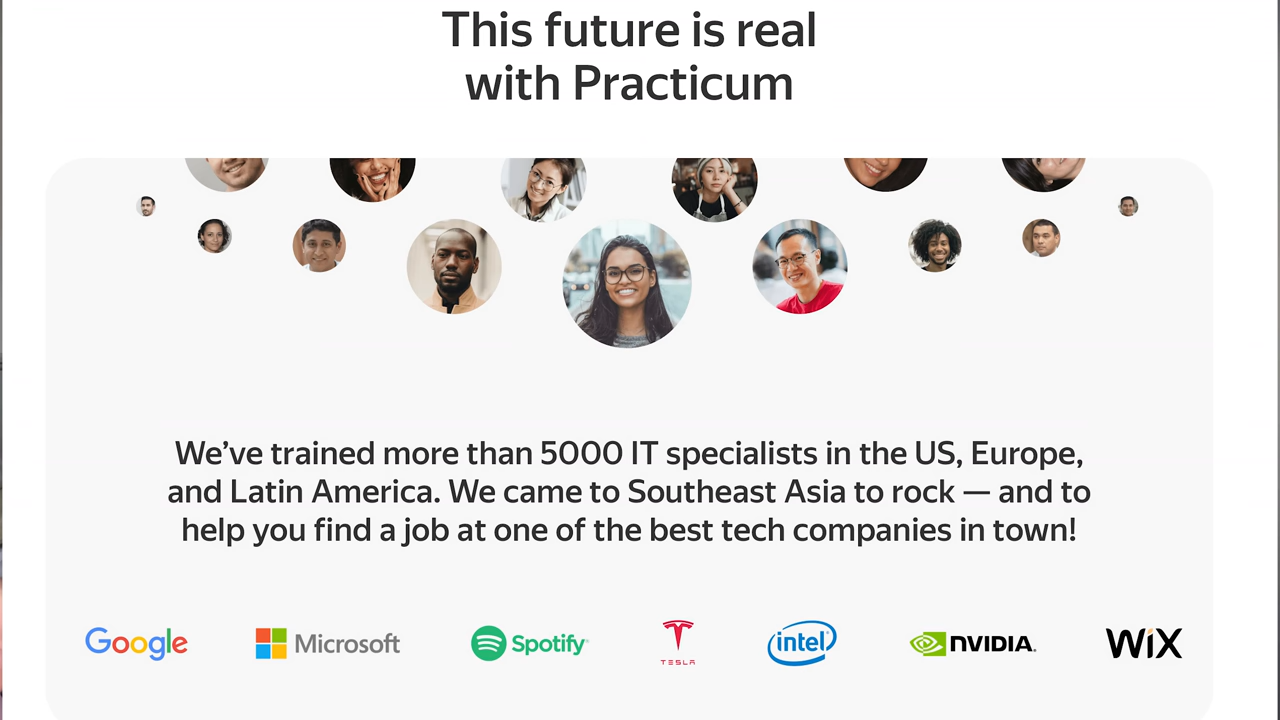 This future is real
with Practicum
We've trained more than 5000 IT specialists in the US, Europe,
and Latin America. We came to Southeast Asia to rock — and to
help you find a job at one of the best tech companies in town!
Google Microsoft Spotify TESLA intel NVIDIA. WiX